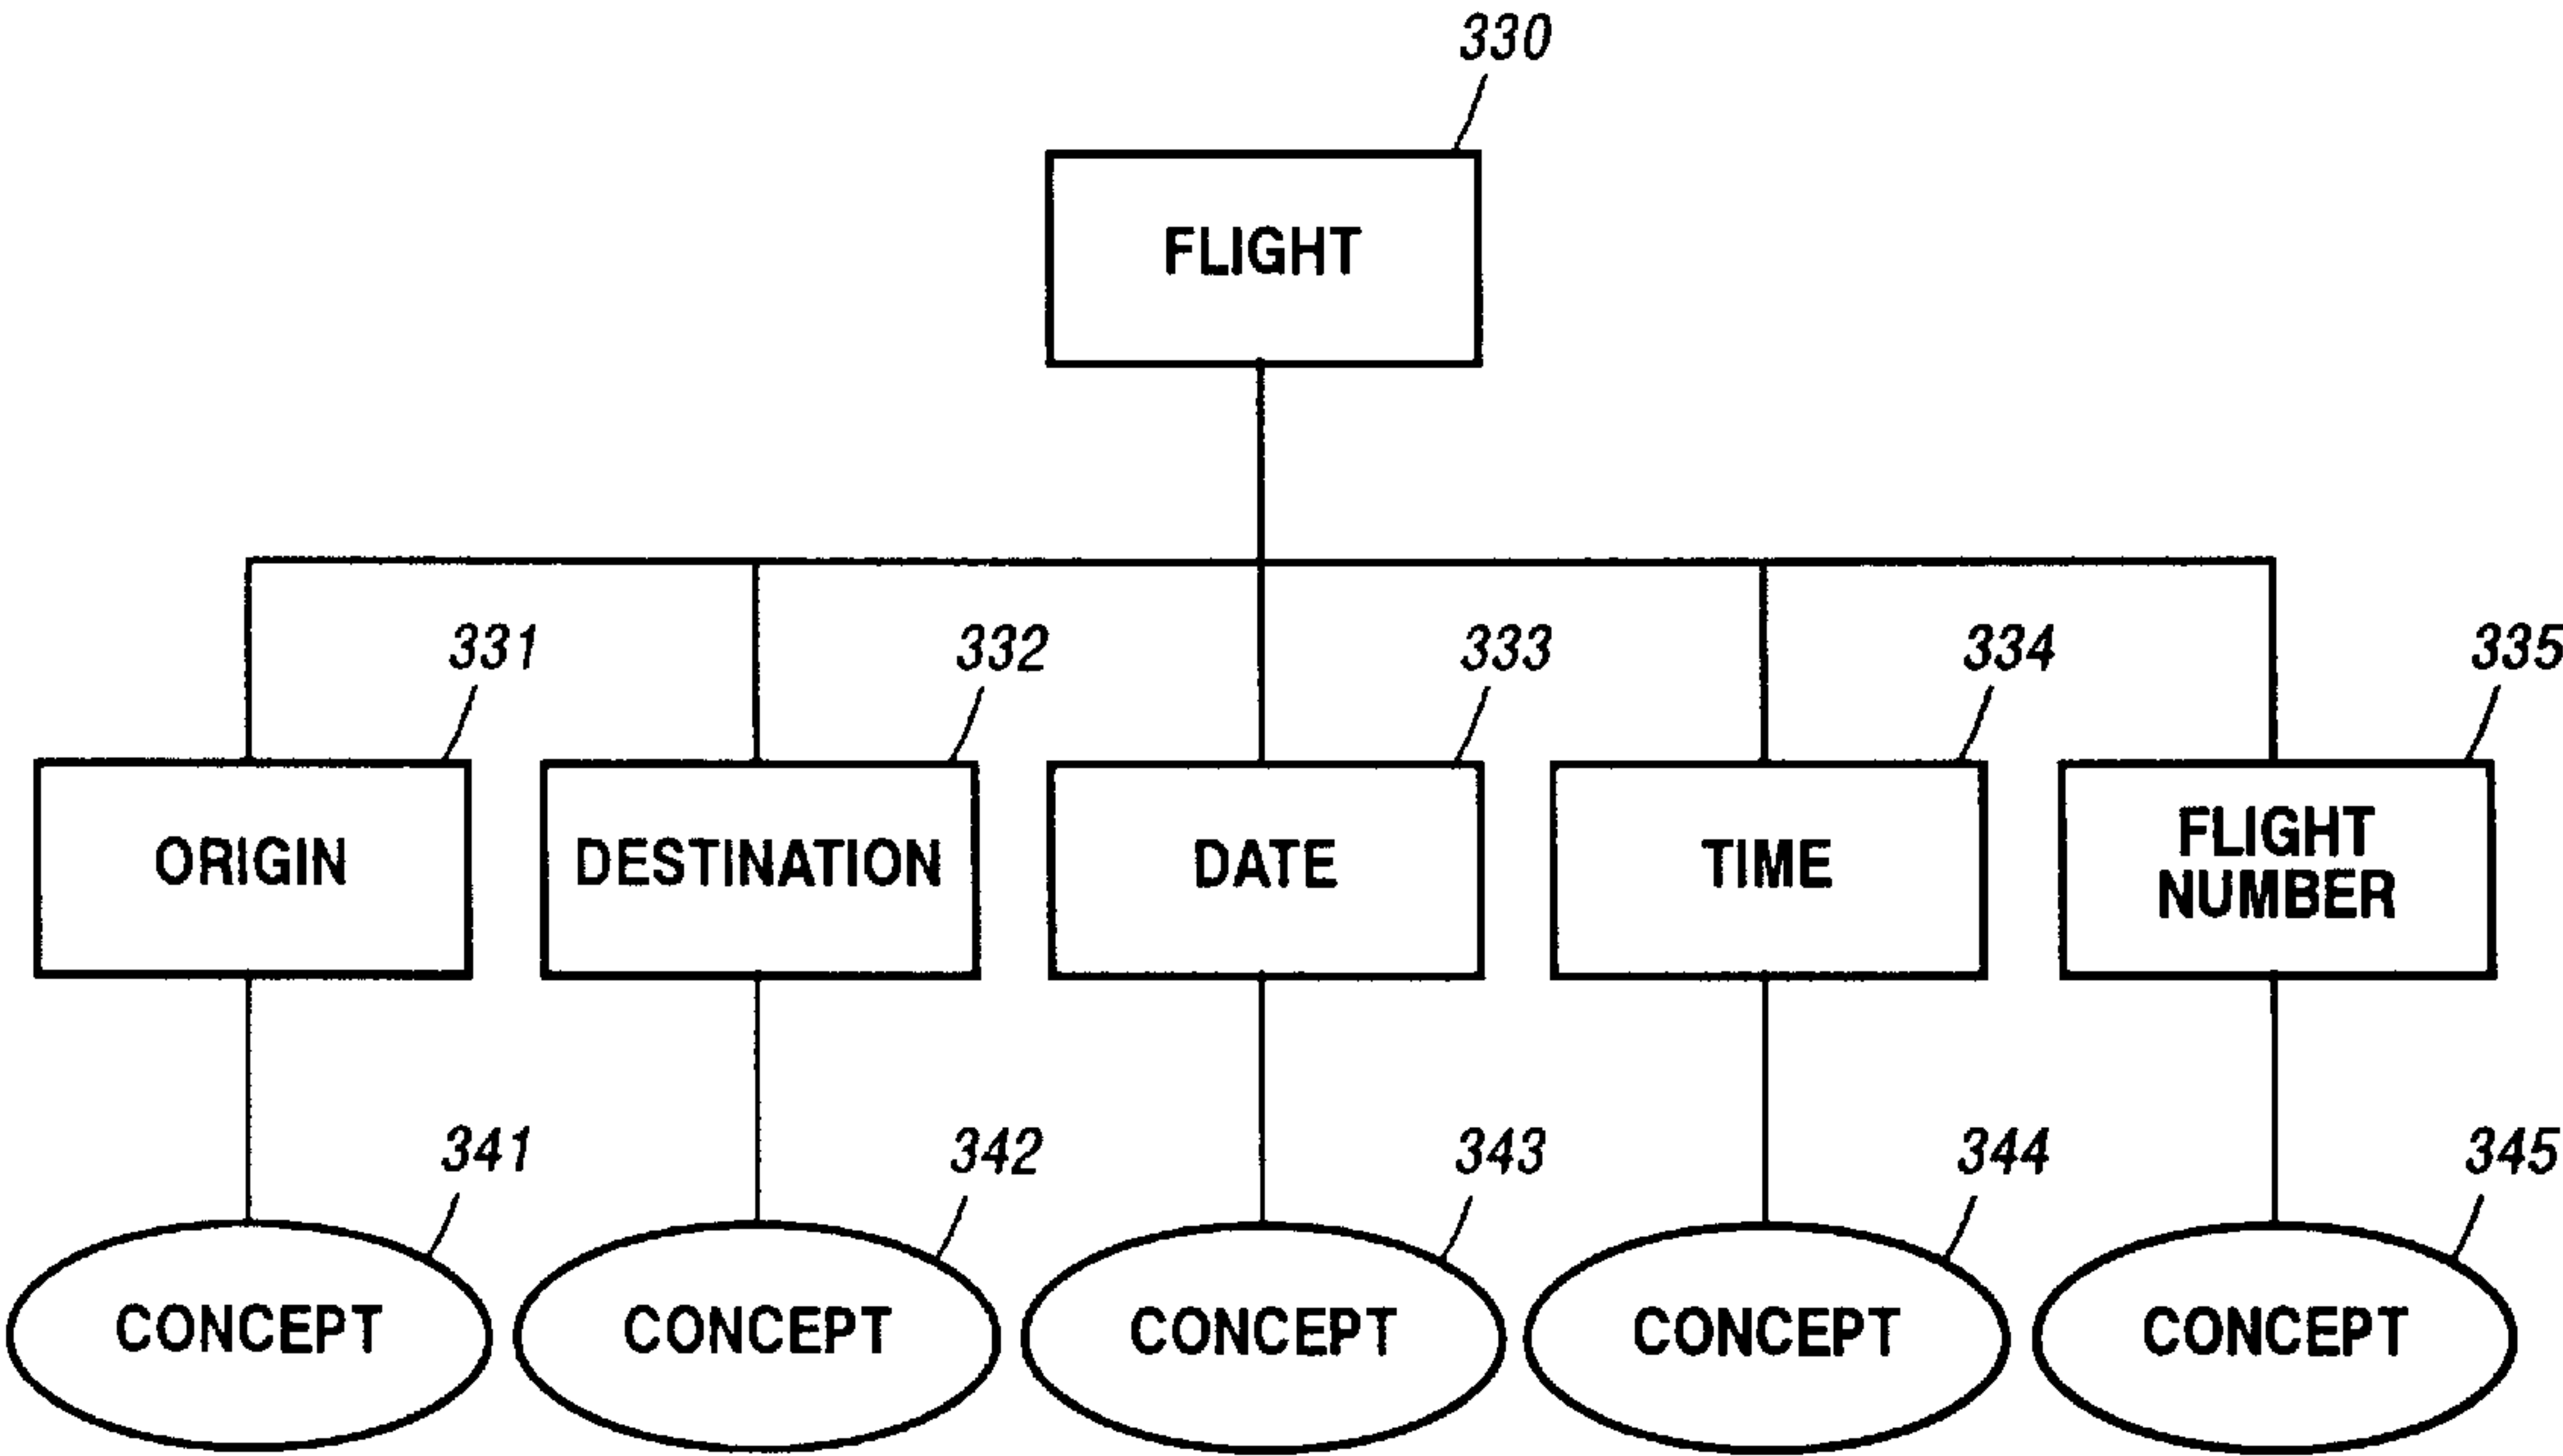 330
FLIGHT
331 332 333 334 335
ORIGIN DESTINATION DATE TIME FLIGHT
NUMBER
341 342 343 344 345
CONCEPT CONCEPT CONCEPT CONCEPT CONCEPT